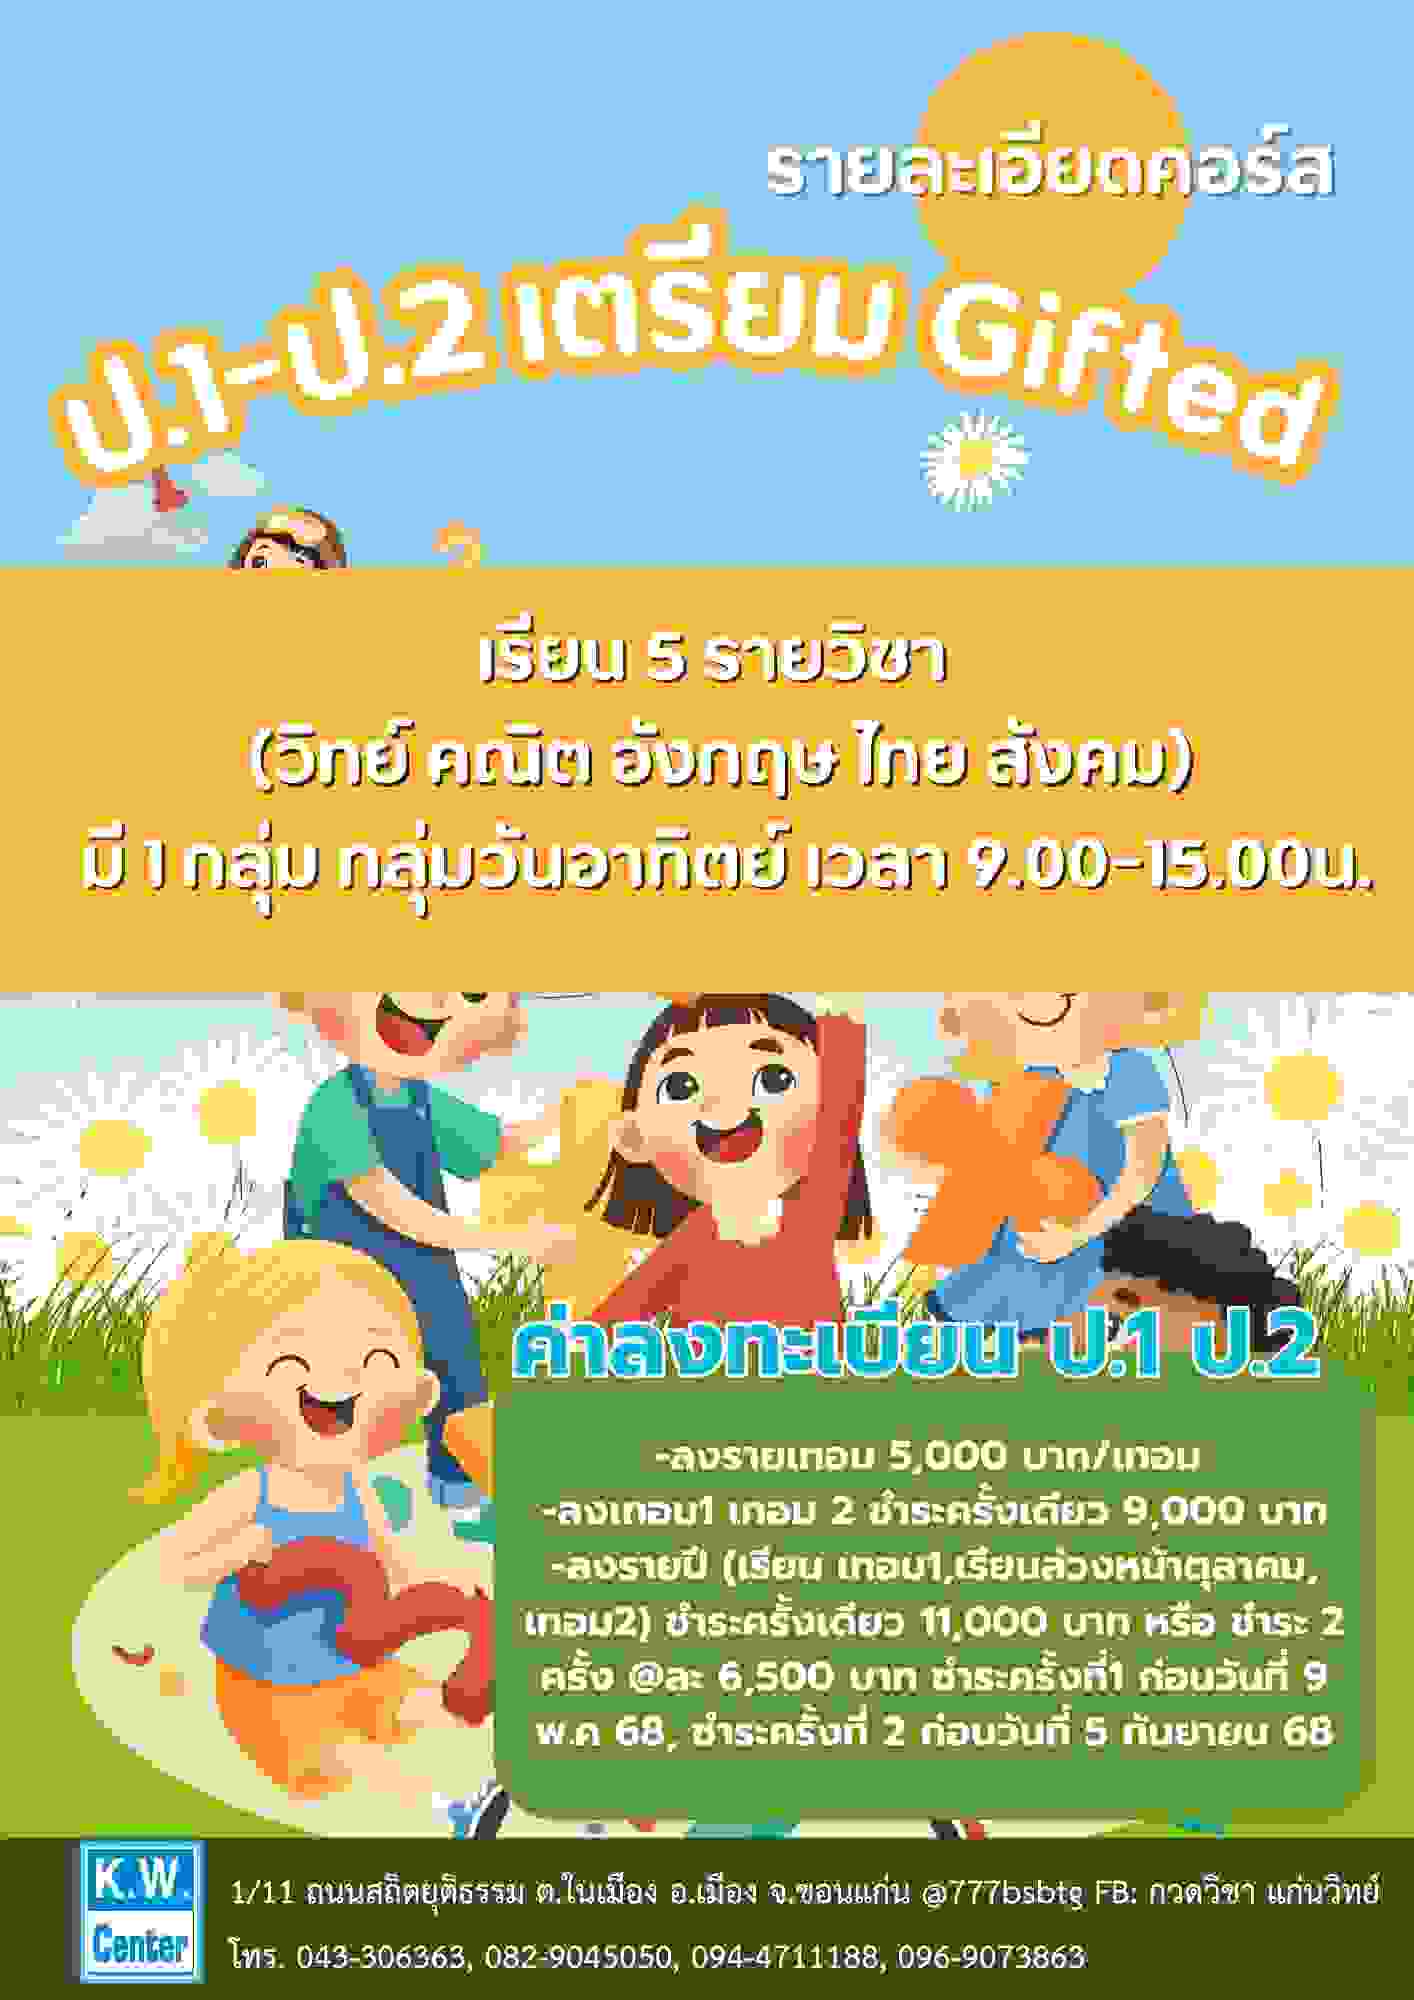 รายละเอียดคอร์ส
ป.1-ป.2 เตรียม Gifted
เรียน 5 รายวิชา
(วิทย์ คณิต อังกฤษ ไทย สังคม)
มี 1 กลุ่ม กลุ่มวันอาทิตย์ เวลา 9.00-15.00น.
ค่าลงทะเบียน ป.1 ป.2
-ลงรายเทอม 5,000 บาท/เทอม
-ลงเทอม1 เทอม 2 ชำระครั้งเดียว 9,000 บาท
-ลงรายปี (เรียน เทอม1,เรียนล่วงหน้าตุลาคม,
เทอม2) ชำระครั้งเดียว 11,000 บาท หรือ ชำระ 2
ครั้ง @ละ 6,500 บาท ชำระครั้งที่1 ก่อนวันที่ 9
พ.ค 68, ชำระครั้งที่ 2 ก่อนวันที่ 5 กันยายน 68
K.W.
Center
1/11 ถนนสถิตยุติธรรม ต.ในเมือง อ.เมือง จ.ขอนแก่น @777bsbtg FB: กวดวิชา แก่นวิทย์
โทร. 043-306363, 082-9045050, 094-4711188, 096-9073863